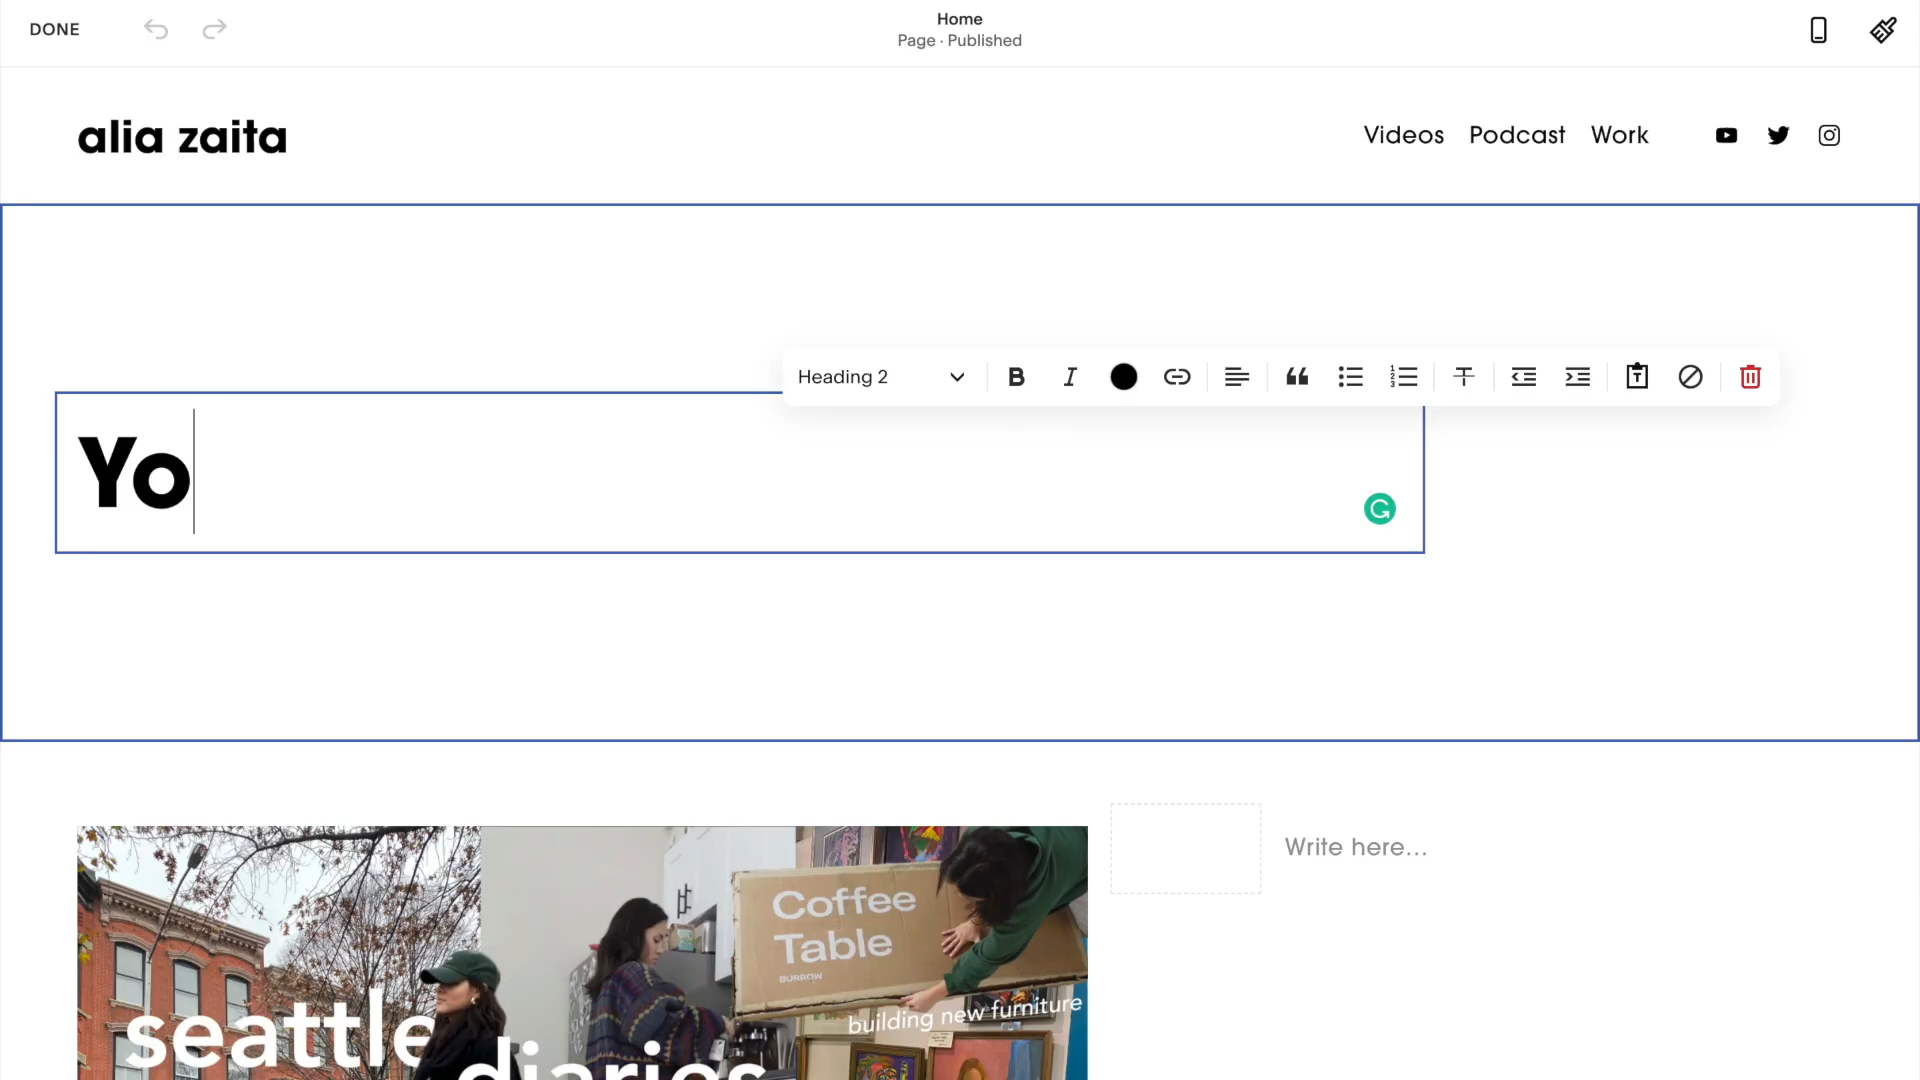 DONE
Home
Page · Published
alia zaita
Videos Podcast Work
Heading 2
Yo
Write here...
Coffee
Table
BURROW
building new furniture
seattle
diaries